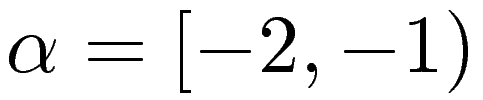 α = [−2, −1)